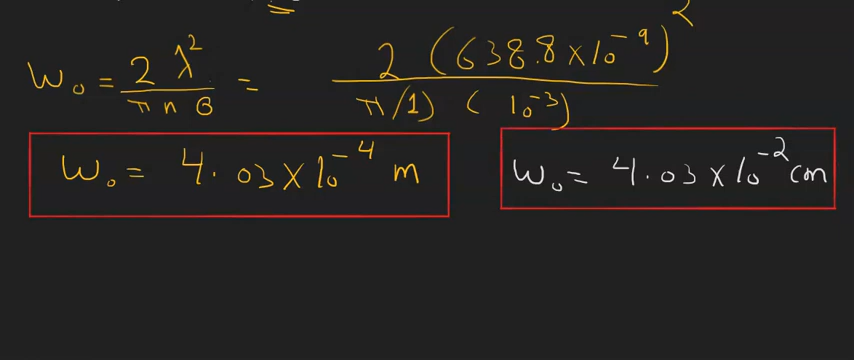 W₀ = 2 λ² / π n θ = 2 (638.8 × 10⁻⁹)² / π (1) (10⁻³)
W₀ = 4.03 × 10⁻⁴ m
W₀ = 4.03 × 10⁻² cm